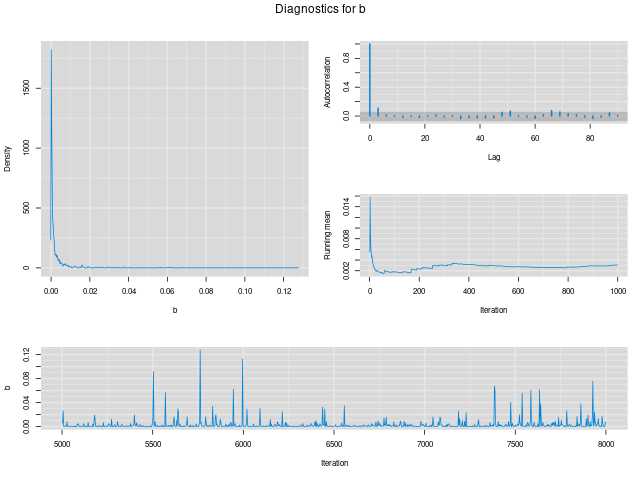 Diagnostics for b
Density
0 500 1000 1500
0.00 0.02 0.04 0.06 0.08 0.10 0.12
b
Autocorrelation
0.0 0.4 0.8
0 20 40 60 80
Lag
Running mean
0.002 0.008 0.014
0 200 400 600 800 1000
Iteration
b
0.00 0.04 0.08 0.12
5000 5500 6000 6500 7000 7500 8000
Iteration